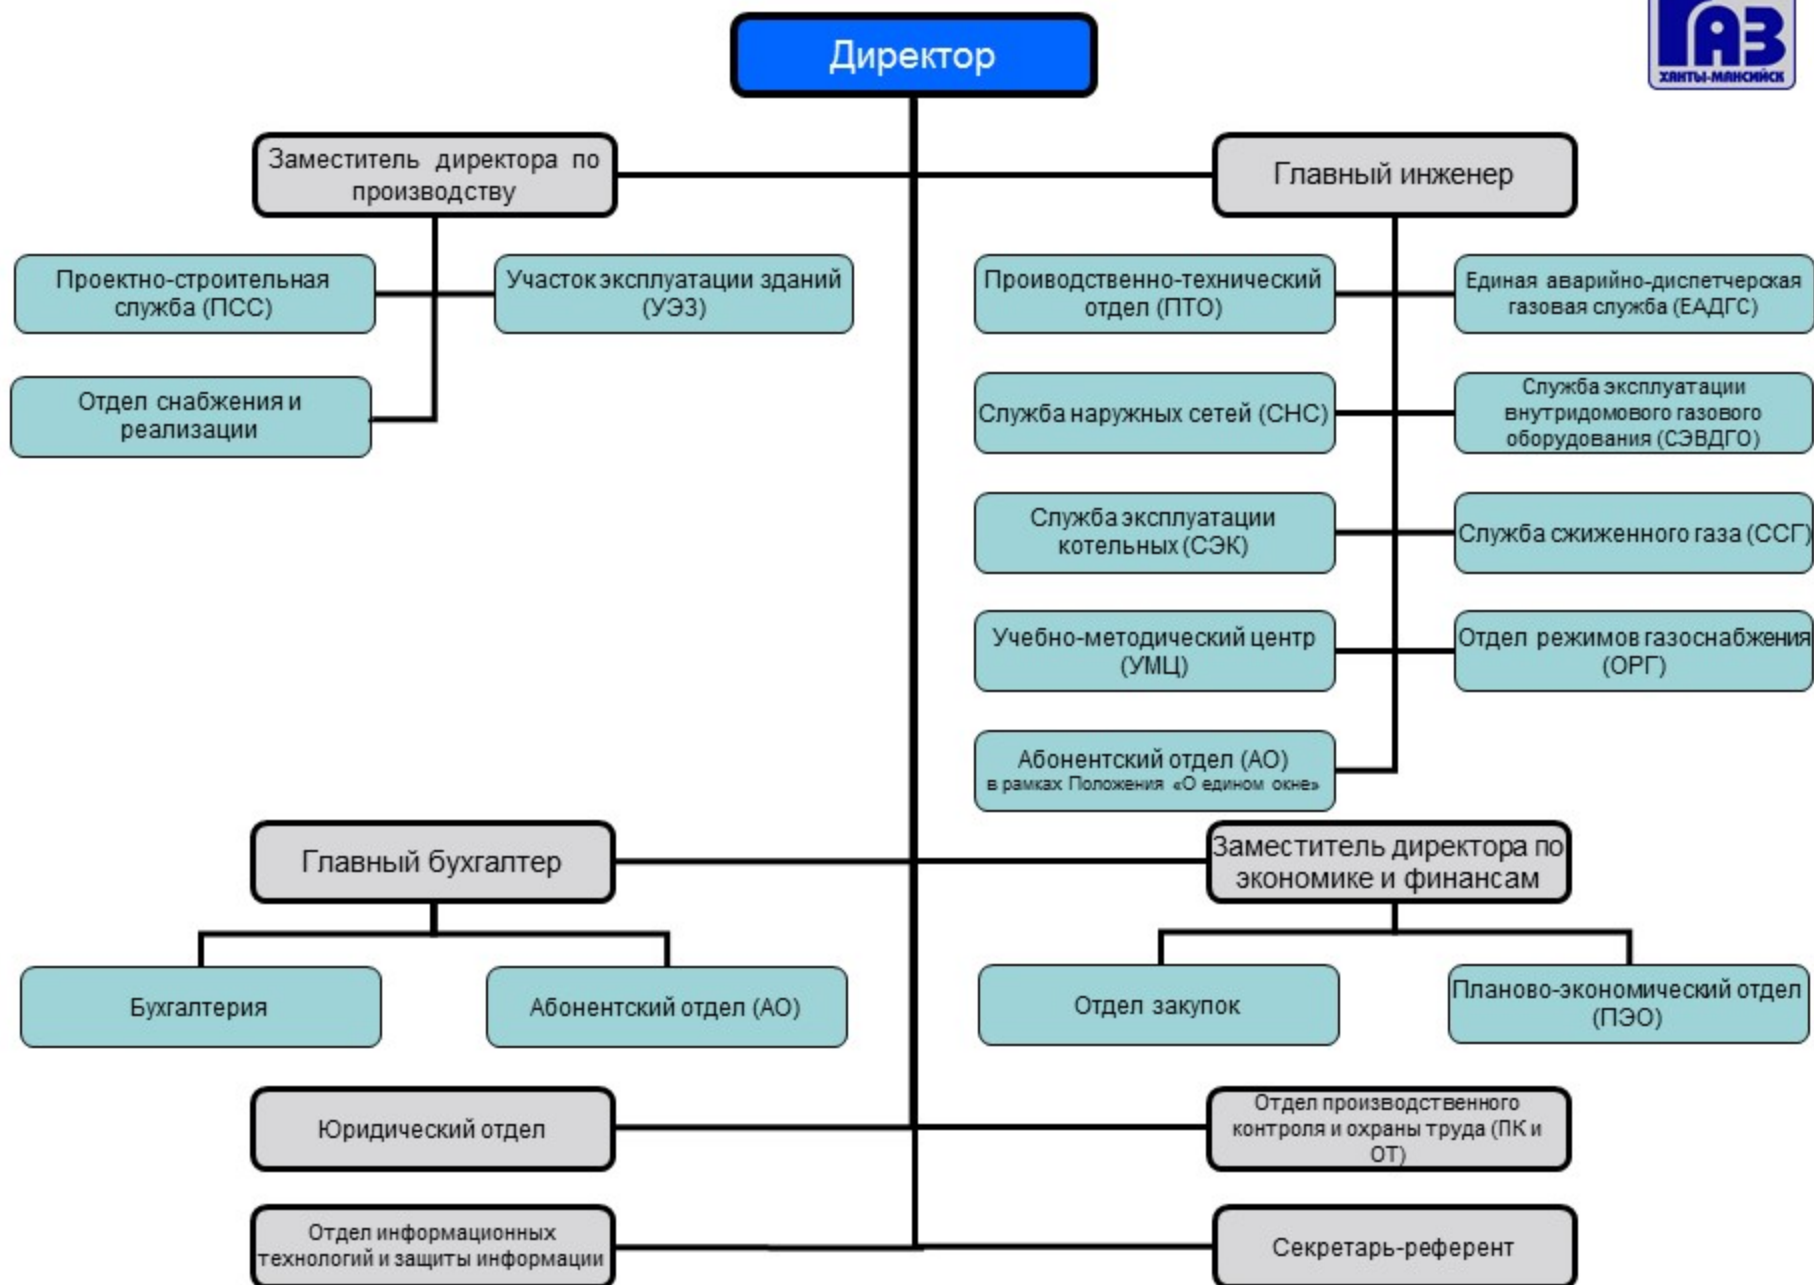 Директор
ГАЗ
ХАНТЫ-МАНСИЙСК
Заместитель директора по
производству
Главный инженер
Проектно-строительная
служба (ПСС)
Участок эксплуатации зданий
(УЭЗ)
Проиводственно-технический
отдел (ПТО)
Единая аварийно-диспетчерская
газовая служба (ЕАДГС)
Отдел снабжения и
реализации
Служба наружных сетей (СНС)
Служба эксплуатации
внутридомового газового
оборудования (СЭВДГО)
Служба эксплуатации
котельных (СЭК)
Служба сжиженного газа (ССГ)
Учебно-методический центр
(УМЦ)
Отдел режимов газоснабжения
(ОРГ)
Абонентский отдел (АО)
в рамках Положения «О едином окне»
Главный бухгалтер
Заместитель директора по
экономике и финансам
Бухгалтерия
Абонентский отдел (АО)
Отдел закупок
Планово-экономический отдел
(ПЭО)
Юридический отдел
Отдел производственного
контроля и охраны труда (ПК и
ОТ)
Отдел информационных
технологий и защиты информации
Секретарь-референт